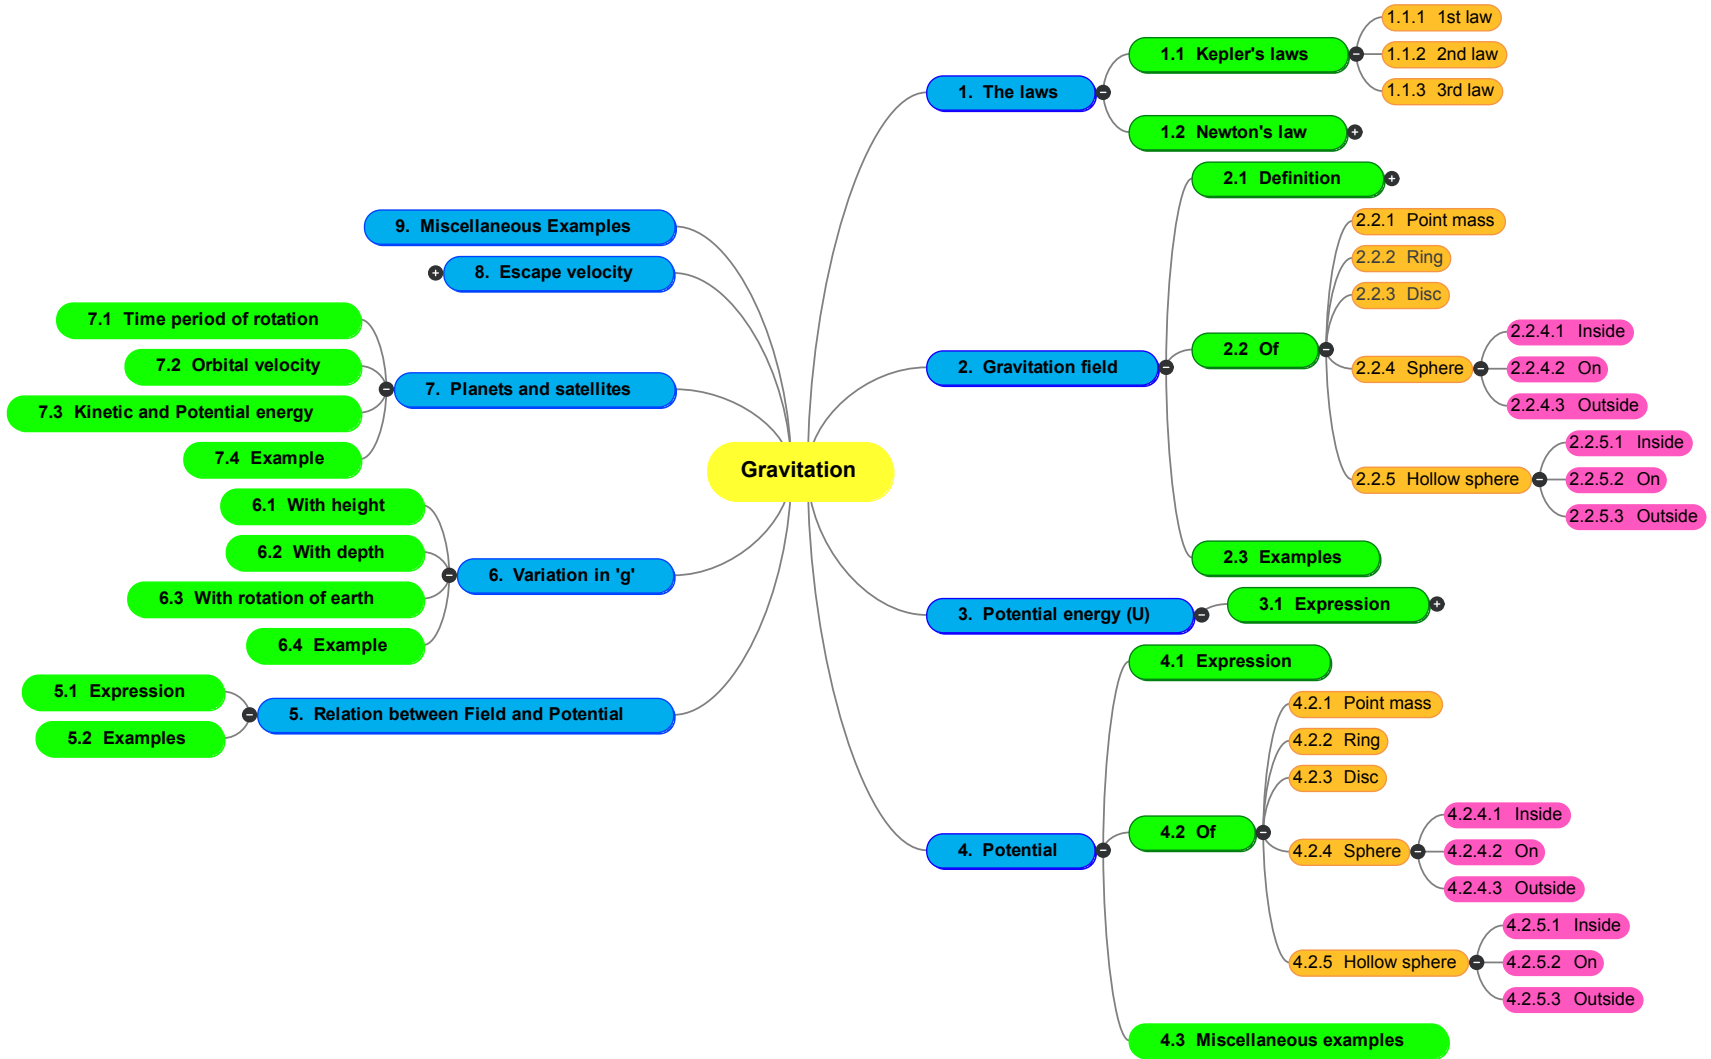 Gravitation
1. The laws
1.1 Kepler's laws
1.1.1 1st law
1.1.2 2nd law
1.1.3 3rd law
1.2 Newton's law
2. Gravitation field
2.1 Definition
2.2 Of
2.2.1 Point mass
2.2.2 Ring
2.2.3 Disc
2.2.4 Sphere
2.2.4.1 Inside
2.2.4.2 On
2.2.4.3 Outside
2.2.5 Hollow sphere
2.2.5.1 Inside
2.2.5.2 On
2.2.5.3 Outside
2.3 Examples
3. Potential energy (U)
3.1 Expression
4. Potential
4.1 Expression
4.2 Of
4.2.1 Point mass
4.2.2 Ring
4.2.3 Disc
4.2.4 Sphere
4.2.4.1 Inside
4.2.4.2 On
4.2.4.3 Outside
4.2.5 Hollow sphere
4.2.5.1 Inside
4.2.5.2 On
4.2.5.3 Outside
4.3 Miscellaneous examples
5. Relation between Field and Potential
5.1 Expression
5.2 Examples
6. Variation in 'g'
6.1 With height
6.2 With depth
6.3 With rotation of earth
6.4 Example
7. Planets and satellites
7.1 Time period of rotation
7.2 Orbital velocity
7.3 Kinetic and Potential energy
7.4 Example
8. Escape velocity
9. Miscellaneous Examples